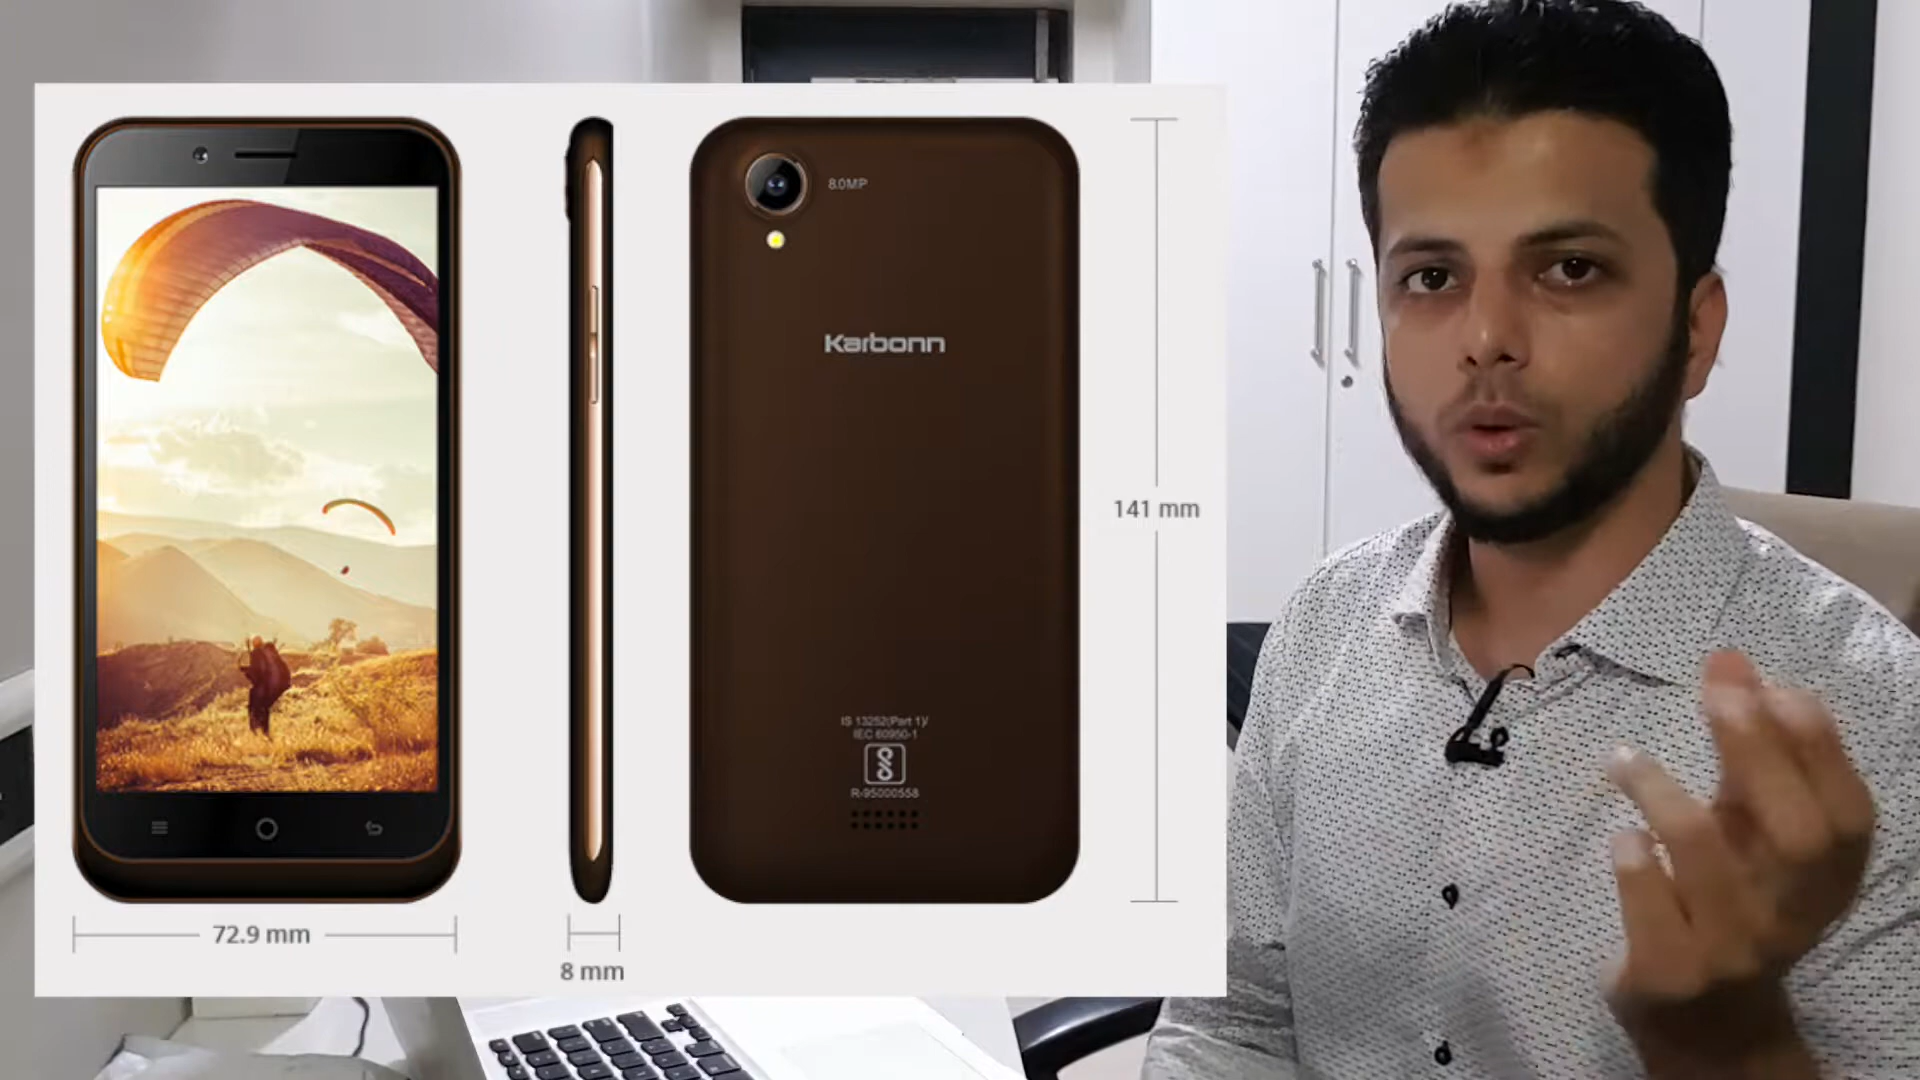 8.0MP
Karbonn
141 mm
IS 13252(Part 1)/
IEC 60950-1
R-95000558
72.9 mm
8 mm